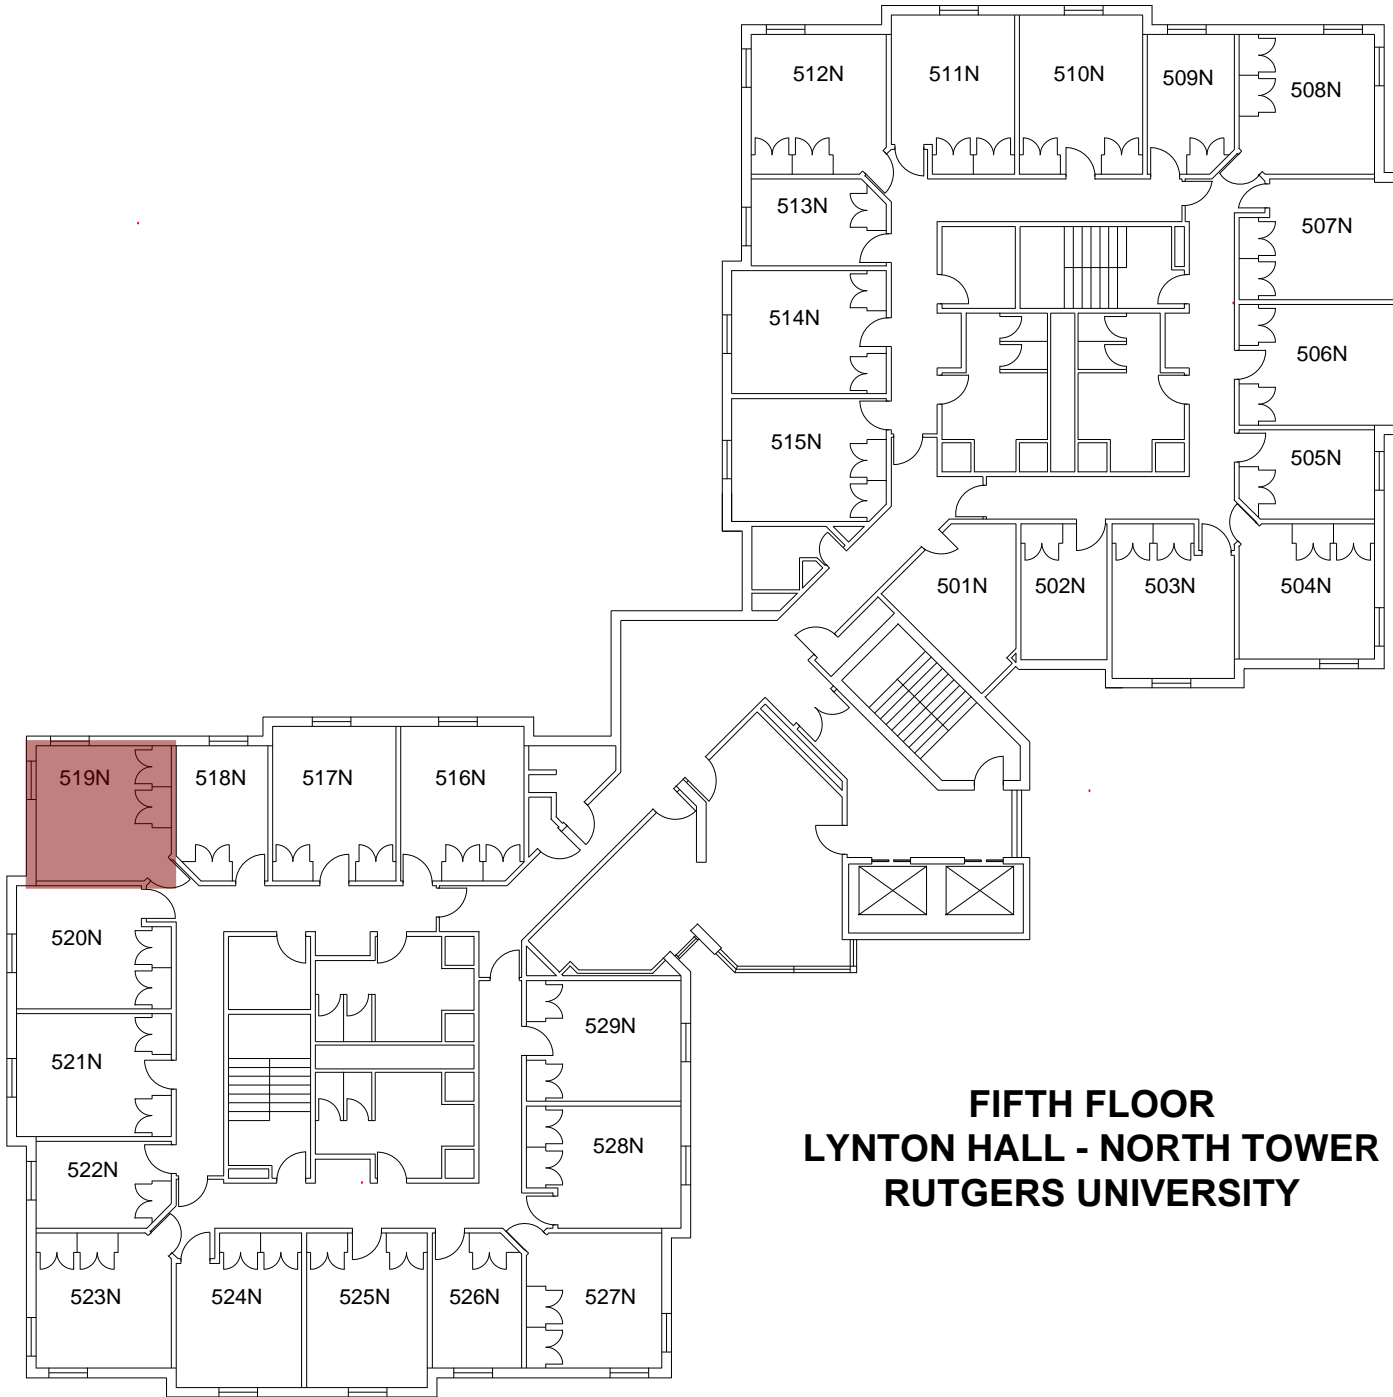 512N
511N
510N
509N
508N
513N
507N
514N
506N
515N
505N
501N
502N
503N
504N
519N
518N
517N
516N
520N
529N
521N
528N
522N
523N
524N
525N
526N
527N
FIFTH FLOOR
LYNTON HALL - NORTH TOWER
RUTGERS UNIVERSITY